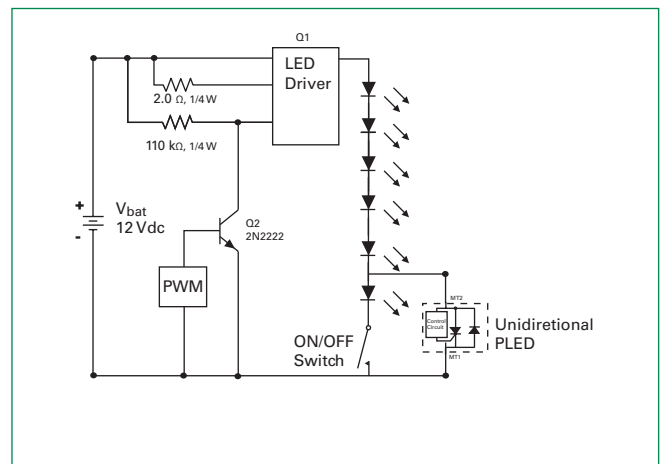 Q1
LED
Driver
2.0 Ω, 1/4 W
110 kΩ, 1/4 W
+
Vbat
12 Vdc
-
Q2
2N2222
PWM
MT2
Control
Circuit
MT1
Unidiretional
PLED
ON/OFF
Switch